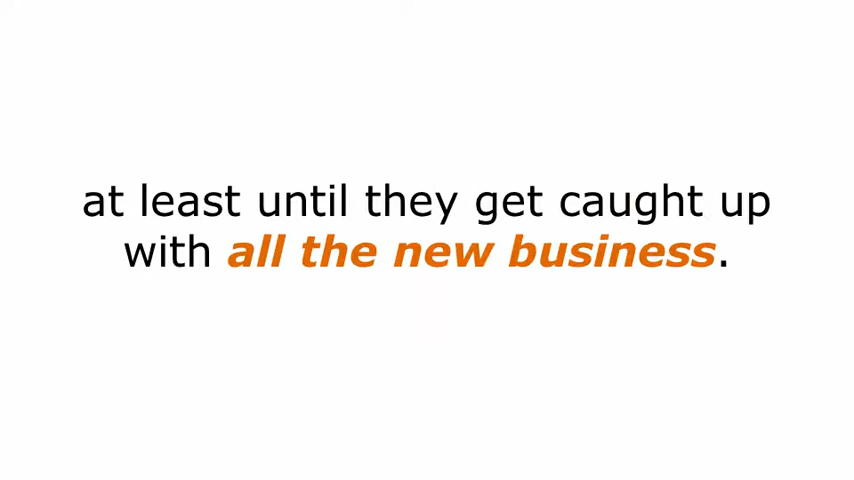 at least until they get caught up
with all the new business.